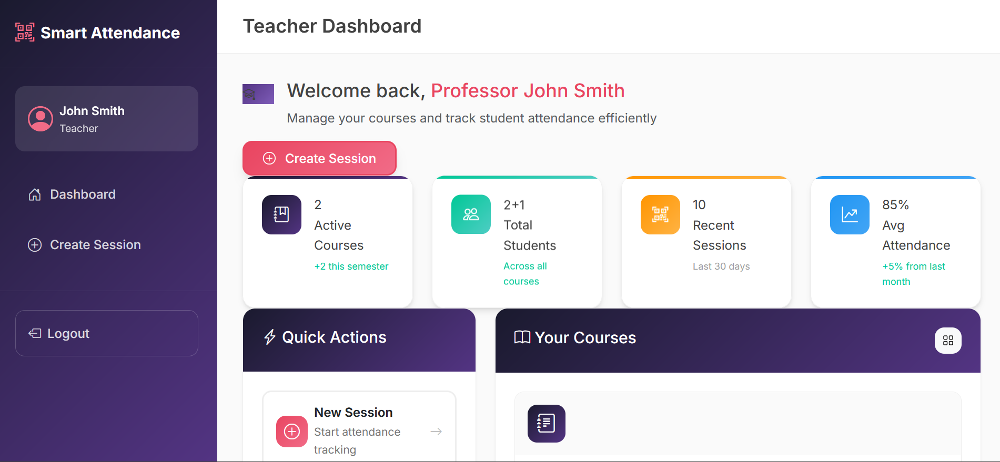 Smart Attendance
John Smith
Teacher
Dashboard
Create Session
Logout
Teacher Dashboard
Welcome back, Professor John Smith
Manage your courses and track student attendance efficiently
Create Session
2
Active
Courses
+2 this semester
2+1
Total
Students
Across all
courses
10
Recent
Sessions
Last 30 days
85%
Avg
Attendance
+5% from last
month
Quick Actions
New Session
Start attendance
tracking
Your Courses